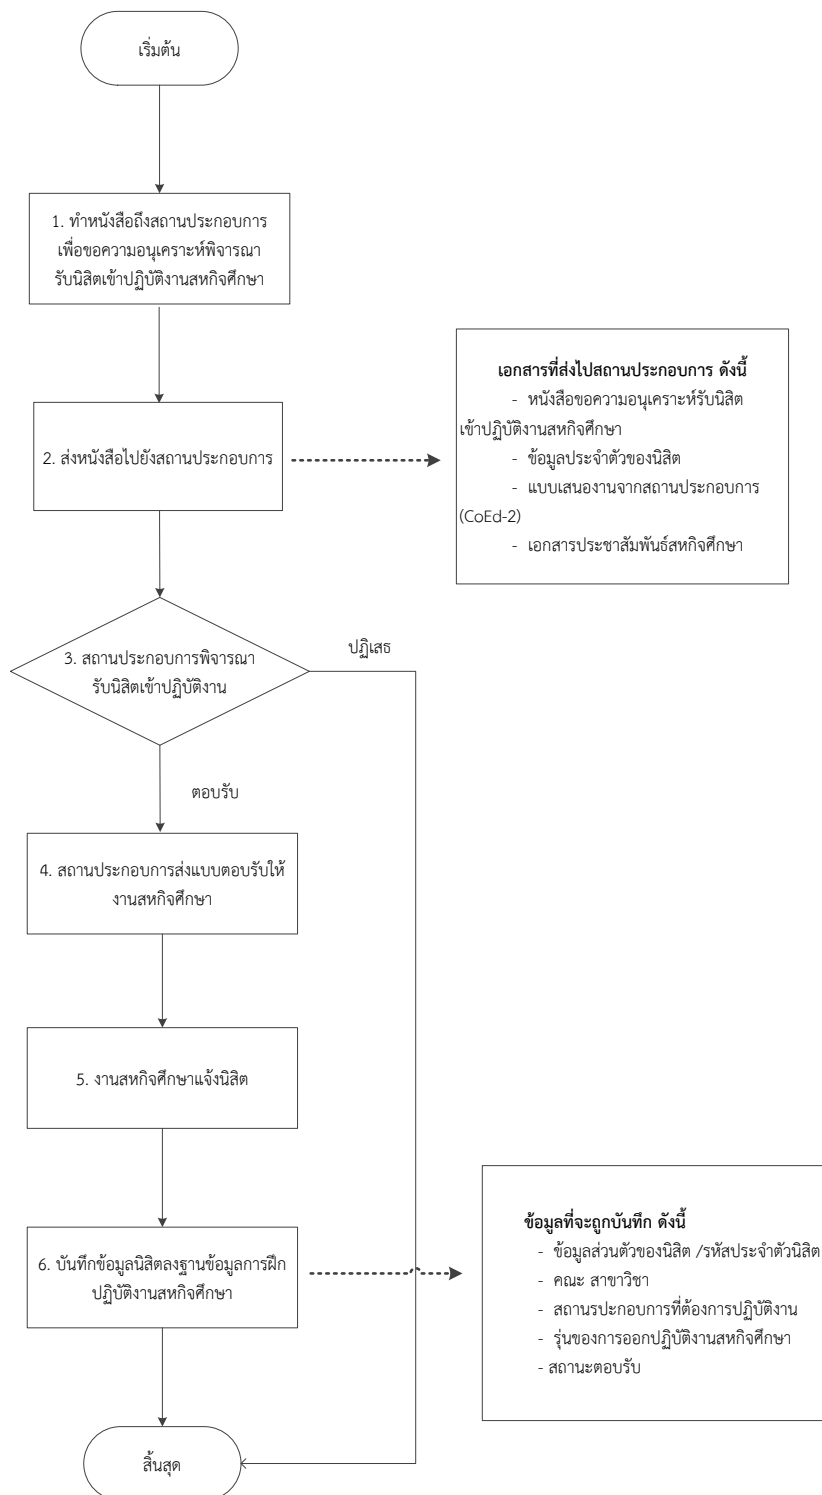 เริ่มต้น
1. ทำหนังสือถึงสถานประกอบการ
เพื่อขอความอนุเคราะห์พิจารณา
รับนิสิตเข้าปฏิบัติงานสหกิจศึกษา
2. ส่งหนังสือไปยังสถานประกอบการ
เอกสารที่ส่งไปสถานประกอบการ ดังนี้
- หนังสือขอความอนุเคราะห์รับนิสิต
เข้าปฏิบัติงานสหกิจศึกษา
- ข้อมูลประจำตัวของนิสิต
- แบบเสนองานจากสถานประกอบการ
(CoEd-2)
- เอกสารประชาสัมพันธ์สหกิจศึกษา
3. สถานประกอบการพิจารณา
รับนิสิตเข้าปฏิบัติงาน
ปฏิเสธ
ตอบรับ
4. สถานประกอบการส่งแบบตอบรับให้
งานสหกิจศึกษา
5. งานสหกิจศึกษาแจ้งนิสิต
6. บันทึกข้อมูลนิสิตลงฐานข้อมูลการฝึก
ปฏิบัติงานสหกิจศึกษา
ข้อมูลที่จะถูกบันทึก ดังนี้
- ข้อมูลส่วนตัวของนิสิต /รหัสประจำตัวนิสิต
- คณะ สาขาวิชา
- สถานรปะกอบการที่ต้องการปฏิบัติงาน
- รุ่นของการออกปฏิบัติงานสหกิจศึกษา
- สถานะตอบรับ
สิ้นสุด